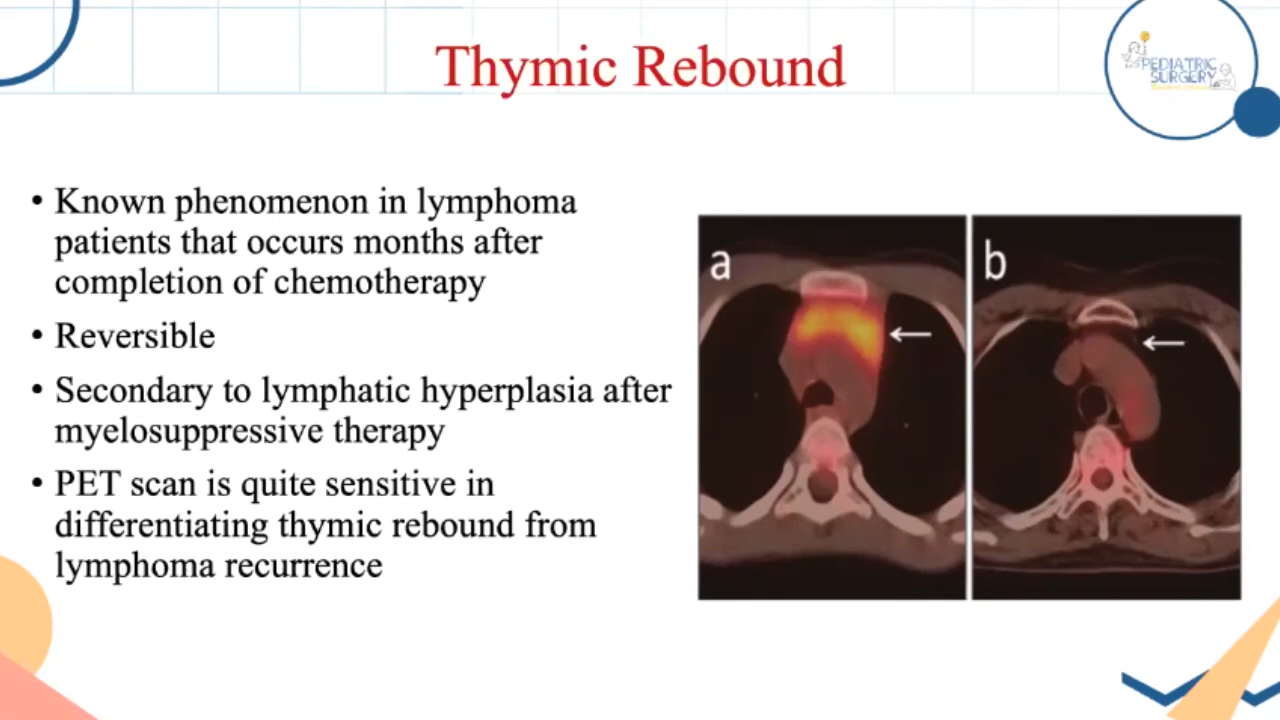 Thymic Rebound
PEDIATRIC
SURGERY
• Known phenomenon in lymphoma
patients that occurs months after
completion of chemotherapy
• Reversible
• Secondary to lymphatic hyperplasia after
myelosuppressive therapy
• PET scan is quite sensitive in
differentiating thymic rebound from
lymphoma recurrence
a
b